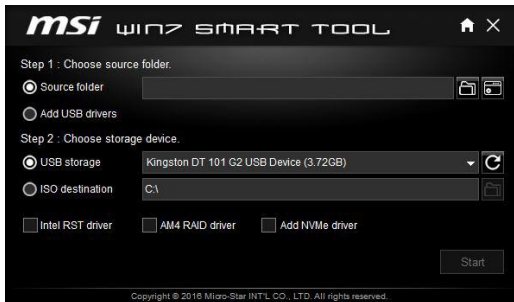 msi WIN7 SMART TOOL
Step 1 : Choose source folder.
Source folder
Add USB drivers
Step 2 : Choose storage device.
USB storage Kingston DT 101 G2 USB Device (3.72GB)
ISO destination C:\
Intel RST driver AM4 RAID driver Add NVMe driver
Start
Copyright © 2016 Micro-Star INT'L CO., LTD. All rights reserved.